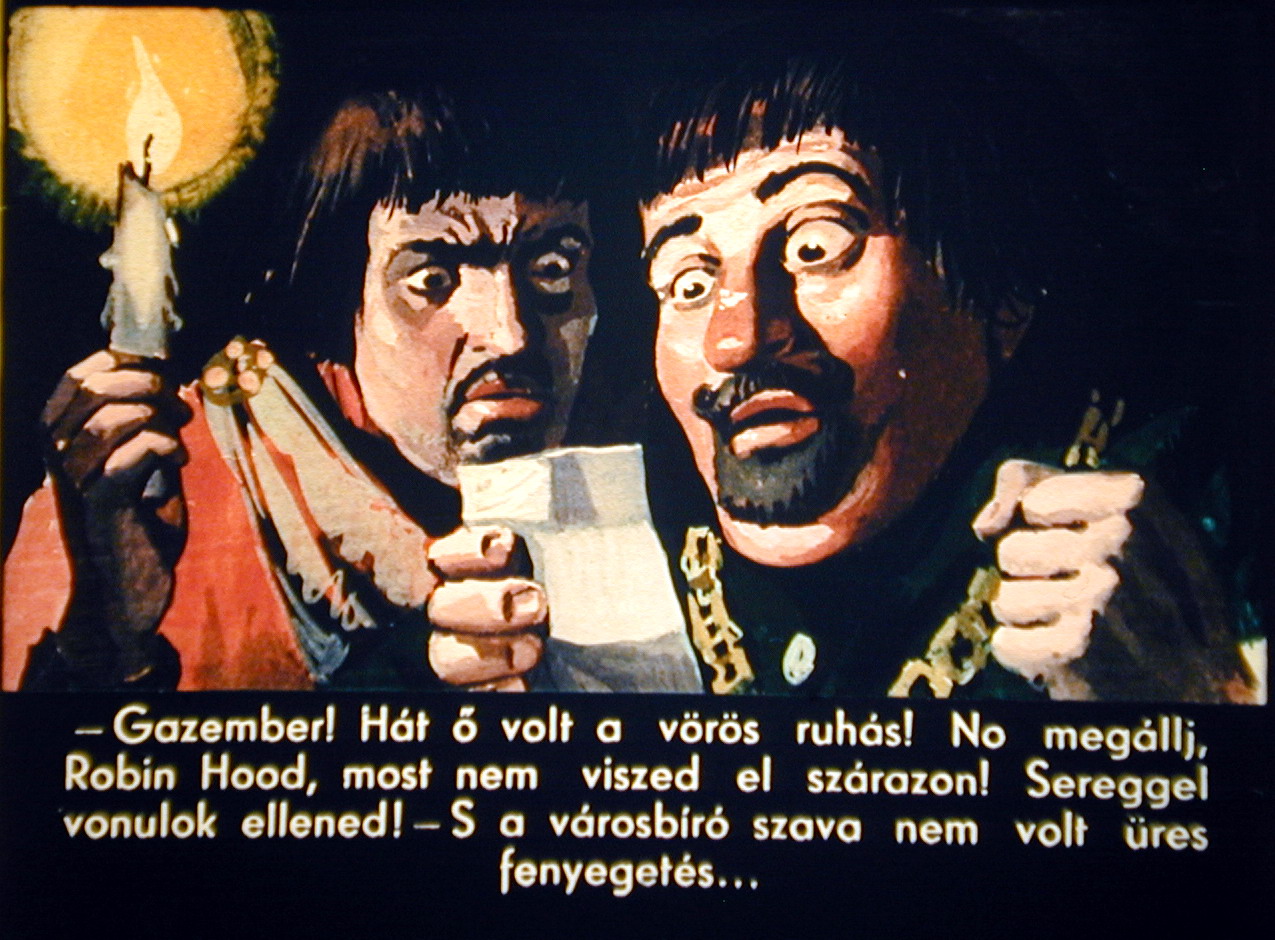 – Gazember! Hát ő volt a vörös ruhás! No megállj,
Robin Hood, most nem viszed el szárazon! Sereggel
vonulok ellened! – S a városbíró szava nem volt üres
fenyegetés...